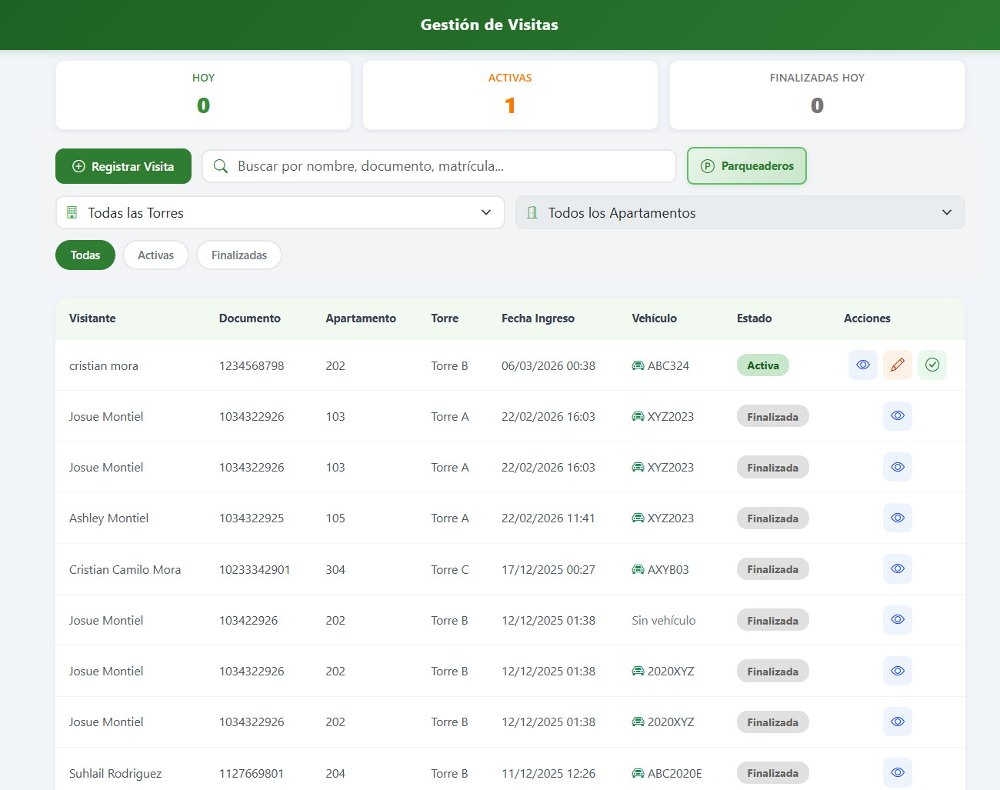 Gestión de Visitas
HOY
0
ACTIVAS
1
FINALIZADAS HOY
0
Registrar Visita
Buscar por nombre, documento, matrícula...
P Parqueaderos
Todas las Torres
Todos los Apartamentos
Todas Activas Finalizadas
Visitante Documento Apartamento Torre Fecha Ingreso Vehículo Estado Acciones
cristian mora 1234568798 202 Torre B 06/03/2026 00:38 ABC324 Activa
Josue Montiel 1034322926 103 Torre A 22/02/2026 16:03 XYZ2023 Finalizada
Josue Montiel 1034322926 103 Torre A 22/02/2026 16:03 XYZ2023 Finalizada
Ashley Montiel 1034322925 105 Torre A 22/02/2026 11:41 XYZ2023 Finalizada
Cristian Camilo Mora 10233342901 304 Torre C 17/12/2025 00:27 AXYB03 Finalizada
Josue Montiel 103422926 202 Torre B 12/12/2025 01:38 Sin vehículo Finalizada
Josue Montiel 1034322926 202 Torre B 12/12/2025 01:38 2020XYZ Finalizada
Josue Montiel 1034322926 202 Torre B 12/12/2025 01:38 2020XYZ Finalizada
Suhlail Rodriguez 1127669801 204 Torre B 11/12/2025 12:26 ABC2020E Finalizada